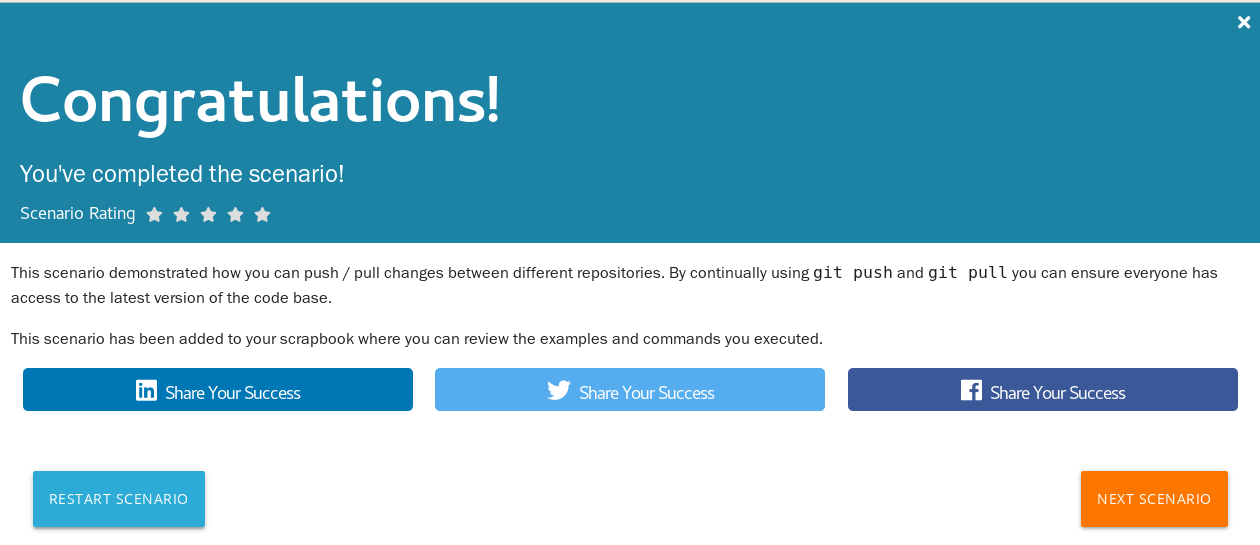 Congratulations!
You've completed the scenario!
Scenario Rating
This scenario demonstrated how you can push / pull changes between different repositories. By continually using git push and git pull you can ensure everyone has
access to the latest version of the code base.
This scenario has been added to your scrapbook where you can review the examples and commands you executed.
Share Your Success
Share Your Success
Share Your Success
RESTART SCENARIO
NEXT SCENARIO